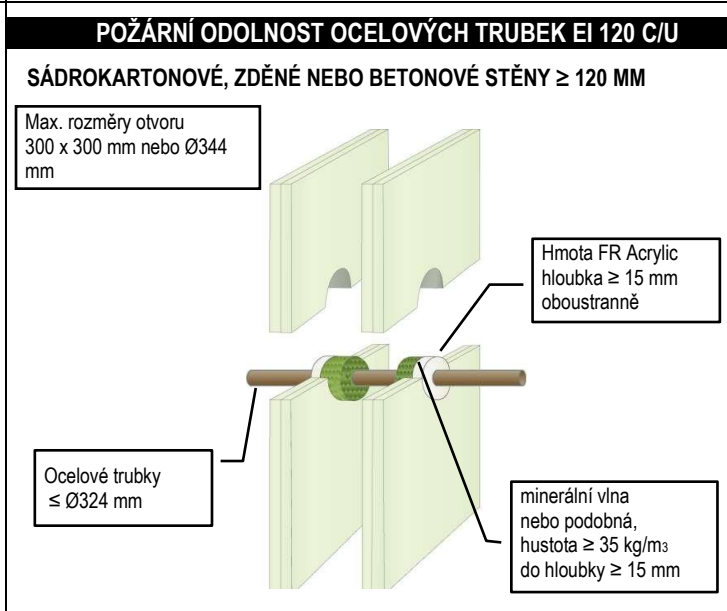 POŽÁRNÍ ODOLNOST OCELOVÝCH TRUBEK EI 120 C/U
SÁDROKARTONOVÉ, ZDĚNÉ NEBO BETONOVÉ STĚNY ≥ 120 MM
Max. rozměry otvoru
300 x 300 mm nebo Ø344
mm
Hmota FR Acrylic
hloubka ≥ 15 mm
oboustranně
Ocelové trubky
≤ Ø324 mm
minerální vlna
nebo podobná,
hustota ≥ 35 kg/m3
do hloubky ≥ 15 mm